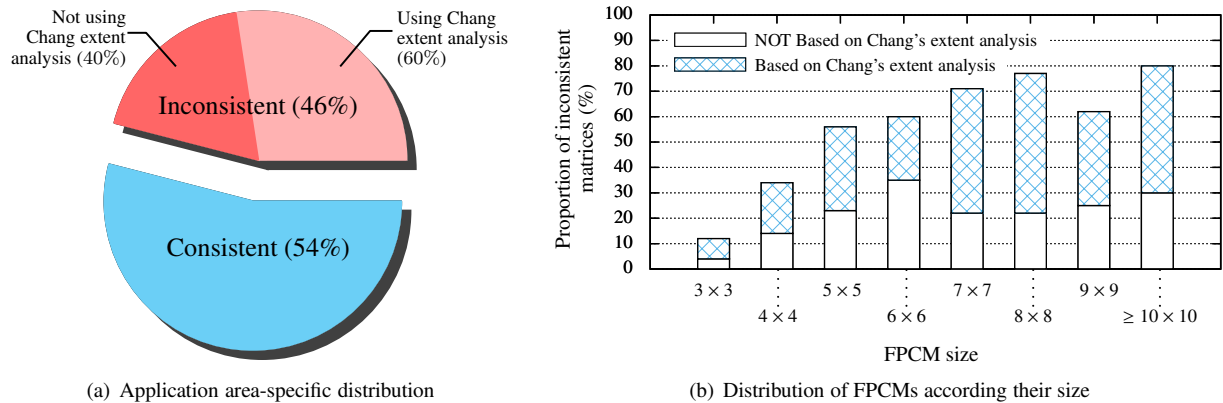 Not using
Chang extent
analysis (40%)
Using Chang
extent analysis
(60%)
Inconsistent (46%)
Consistent (54%)
(a) Application area-specific distribution
Proportion of inconsistent
matrices (%)
100
90
80
70
60
50
40
30
20
10
0
NOT Based on Chang's extent analysis
Based on Chang's extent analysis
3 × 3
4 × 4
5 × 5
6 × 6
7 × 7
8 × 8
9 × 9
≥ 10 × 10
FPCM size
(b) Distribution of FPCMs according their size